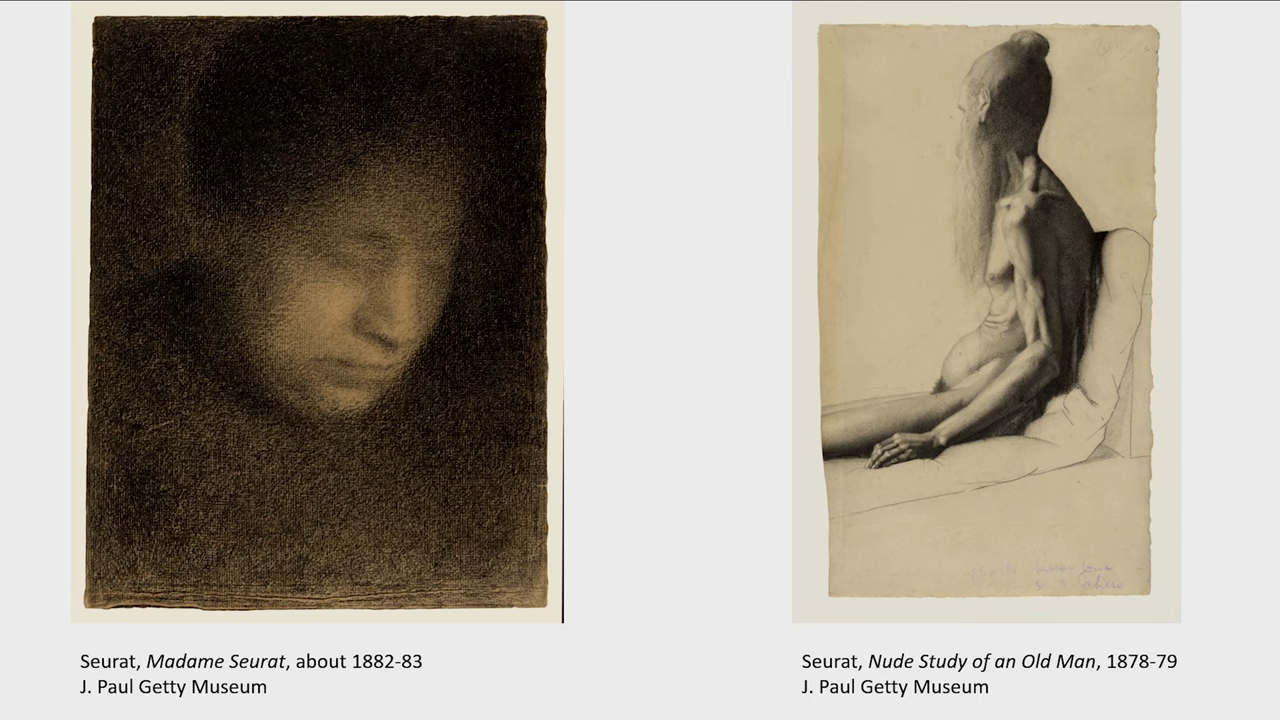 Seurat, Madame Seurat, about 1882-83
J. Paul Getty Museum
Seurat, Nude Study of an Old Man, 1878-79
J. Paul Getty Museum